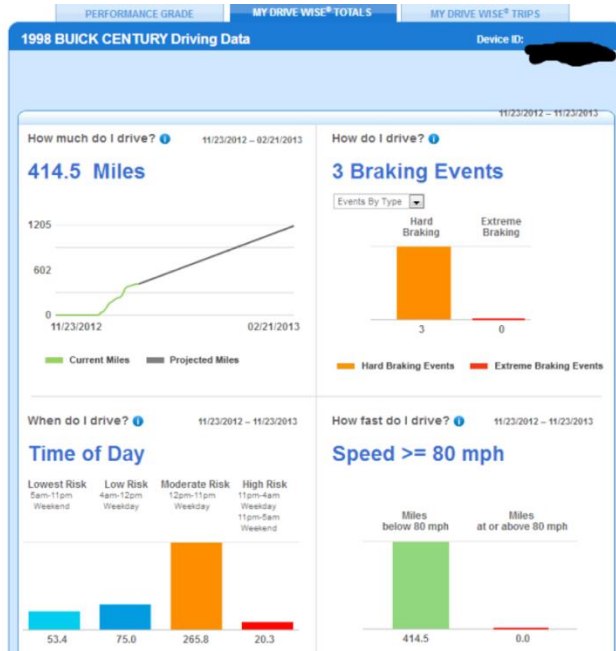 PERFORMANCE GRADE
MY DRIVE WISE® TOTALS
MY DRIVE WISE® TRIPS
1998 BUICK CENTURY Driving Data
Device ID:
11/23/2012 – 11/23/2013
How much do I drive?
11/23/2012 – 02/21/2013
414.5 Miles
1205
602
0
11/23/2012
02/21/2013
Current Miles
Projected Miles
How do I drive?
3 Braking Events
Events By Type
Hard
Braking
Extreme
Braking
3
0
Hard Braking Events
Extreme Braking Events
When do I drive?
11/23/2012 – 11/23/2013
Time of Day
Lowest Risk
5am-11pm
Weekend
Low Risk
4am-12pm
Weekday
Moderate Risk
12pm-11pm
Weekday
High Risk
11pm-4am
Weekday
11pm-5am
Weekend
53.4
75.0
265.8
20.3
How fast do I drive?
11/23/2012 – 11/23/2013
Speed >= 80 mph
Miles
below 80 mph
Miles
at or above 80 mph
414.5
0.0